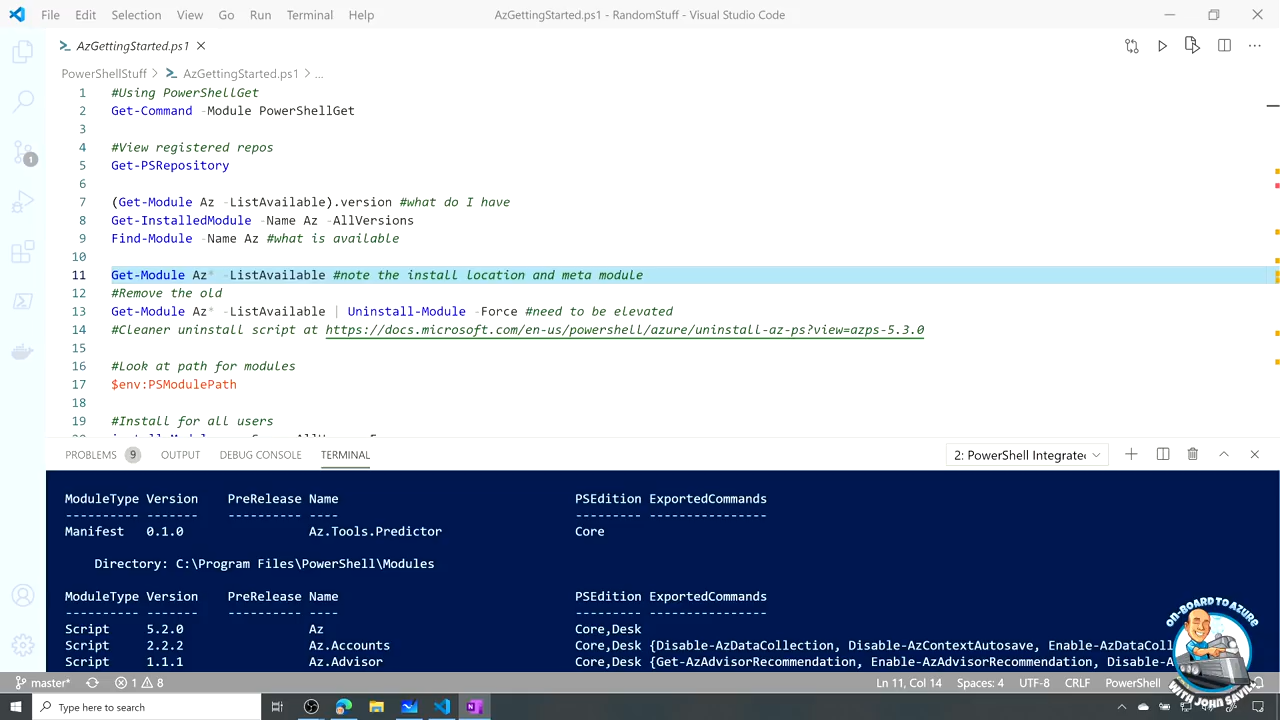 File Edit Selection View Go Run Terminal Help AzGettingStarted.ps1 - RandomStuff - Visual Studio Code
AzGettingStarted.ps1
PowerShellStuff > AzGettingStarted.ps1 > ...
1 #Using PowerShellGet
2 Get-Command -Module PowerShellGet
3
4 #View registered repos
5 Get-PSRepository
6
7 (Get-Module Az -ListAvailable).version #what do I have
8 Get-InstalledModule -Name Az -AllVersions
9 Find-Module -Name Az #what is available
10
11 Get-Module Az* -ListAvailable #note the install location and meta module
12 #Remove the old
13 Get-Module Az* -ListAvailable | Uninstall-Module -Force #need to be elevated
14 #Cleaner uninstall script at https://docs.microsoft.com/en-us/powershell/azure/uninstall-az-ps?view=azps-5.3.0
15
16 #Look at path for modules
17 $env:PSModulePath
18
19 #Install for all users
1
PROBLEMS 9 OUTPUT DEBUG CONSOLE TERMINAL 2: PowerShell Integrated
ModuleType Version PreRelease Name PSEdition ExportedCommands
---------- ------- ---------- ---- --------- ----------------
Manifest 0.1.0 Az.Tools.Predictor Core
Directory: C:\Program Files\PowerShell\Modules
ModuleType Version PreRelease Name PSEdition ExportedCommands
---------- ------- ---------- ---- --------- ----------------
Script 5.2.0 Az Core,Desk
Script 2.2.2 Az.Accounts Core,Desk {Disable-AzDataCollection, Disable-AzContextAutosave, Enable-AzDataColl
Script 1.1.1 Az.Advisor Core,Desk {Get-AzAdvisorRecommendation, Enable-AzAdvisorRecommendation, Disable-A
ON-BOARD TO AZURE
WITH JOHN SAVILL
master* 1 8 Ln 11, Col 14 Spaces: 4 UTF-8 CRLF PowerShell
Type here to search